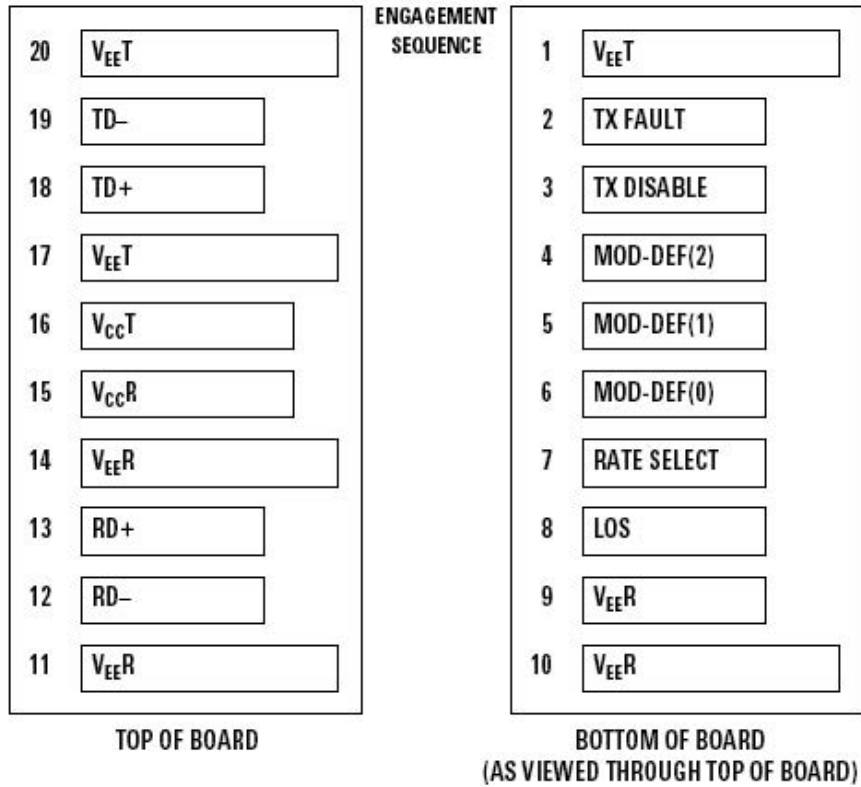 ENGAGEMENT
SEQUENCE
20 VEET
19 TD–
18 TD+
17 VEET
16 VCCT
15 VCCR
14 VEER
13 RD+
12 RD–
11 VEER
TOP OF BOARD
1 VEET
2 TX FAULT
3 TX DISABLE
4 MOD-DEF(2)
5 MOD-DEF(1)
6 MOD-DEF(0)
7 RATE SELECT
8 LOS
9 VEER
10 VEER
BOTTOM OF BOARD
(AS VIEWED THROUGH TOP OF BOARD)